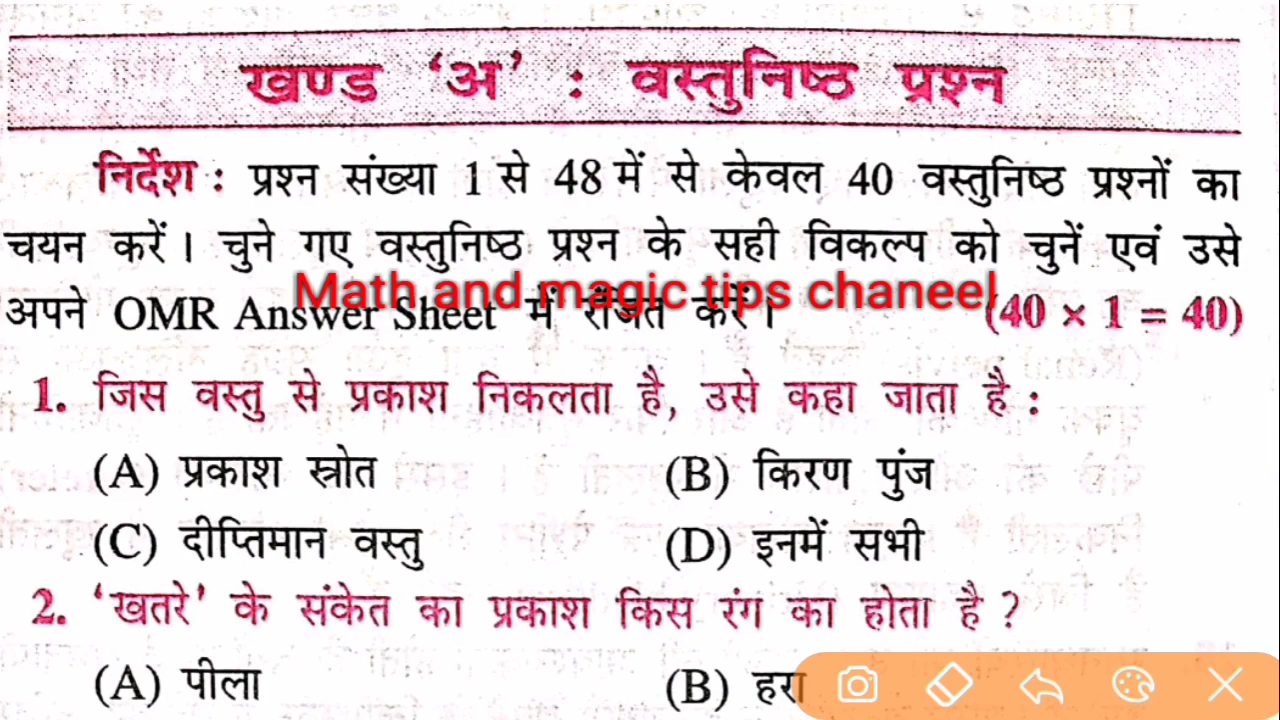 खण्ड ‘अ’ : वस्तुनिष्ठ प्रश्न
निर्देश : प्रश्न संख्या 1 से 48 में से केवल 40 वस्तुनिष्ठ प्रश्नों का
चयन करें। चुने गए वस्तुनिष्ठ प्रश्न के सही विकल्प को चुनें एवं उसे
Math and magic tips chaneel
अपने OMR Answer Sheet में रंजित करें। (40 × 1 = 40)
1. जिस वस्तु से प्रकाश निकलता है, उसे कहा जाता है :
(A) प्रकाश स्त्रोत (B) किरण पुंज
(C) दीप्तिमान वस्तु (D) इनमें सभी
2. ‘खतरे’ के संकेत का प्रकाश किस रंग का होता है ?
(A) पीला (B) हरा